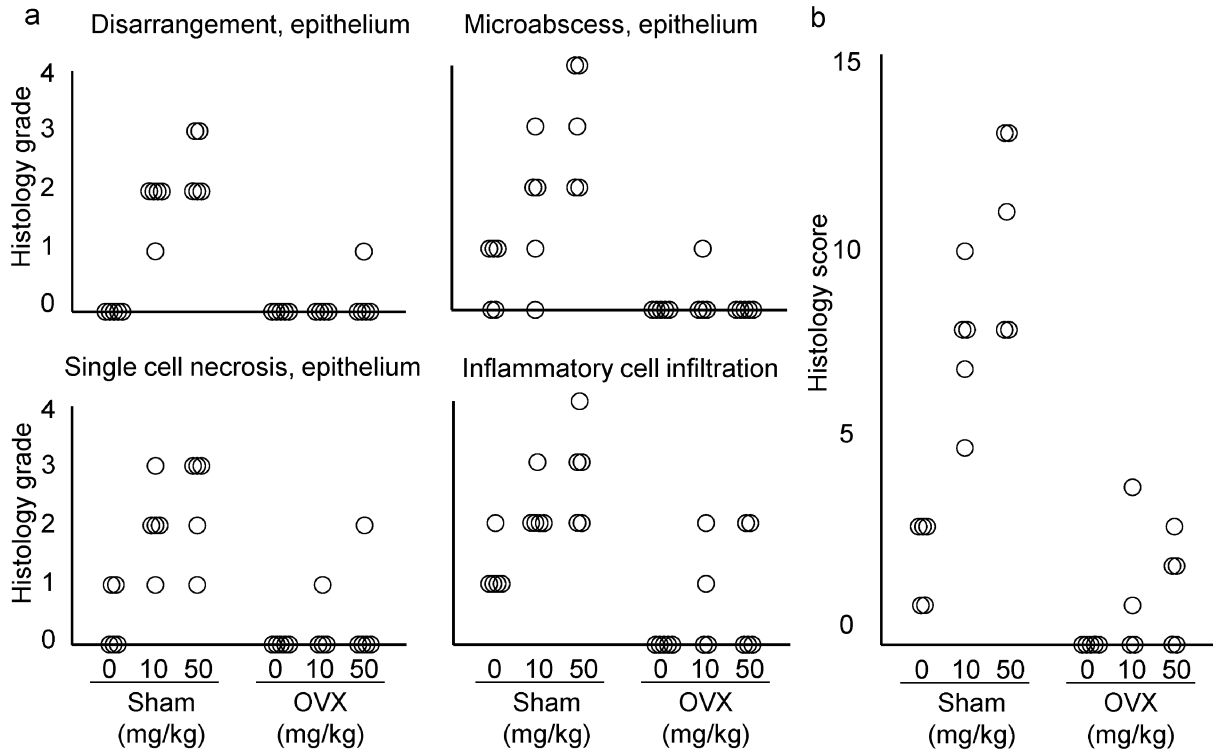 a
Disarrangement, epithelium
Histology grade
4
3
2
1
0
Microabscess, epithelium
Single cell necrosis, epithelium
Histology grade
4
3
2
1
0
0 10 50
Sham
(mg/kg)
0 10 50
OVX
(mg/kg)
Inflammatory cell infiltration
0 10 50
Sham
(mg/kg)
0 10 50
OVX
(mg/kg)
b
Histology score
15
10
5
0
0 10 50
Sham
(mg/kg)
0 10 50
OVX
(mg/kg)